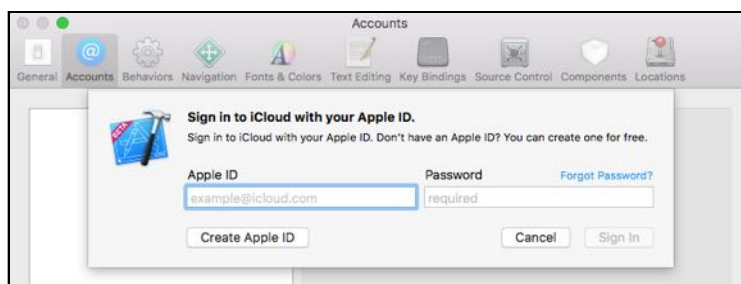 Accounts
General Accounts Behaviors Navigation Fonts & Colors Text Editing Key Bindings Source Control Components Locations
BETA
Sign in to iCloud with your Apple ID.
Sign in to iCloud with your Apple ID. Don't have an Apple ID? You can create one for free.
Apple ID Password Forgot Password?
example@icloud.com required
Create Apple ID Cancel Sign In